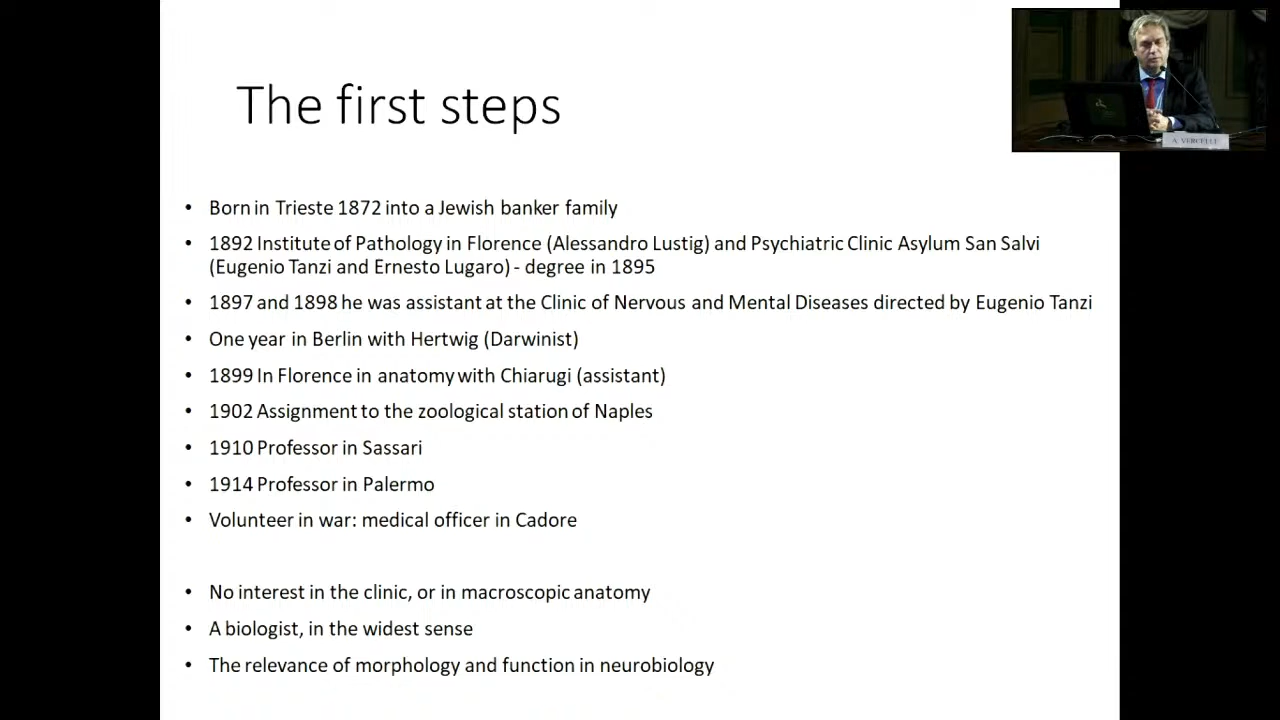 The first steps
• Born in Trieste 1872 into a Jewish banker family
• 1892 Institute of Pathology in Florence (Alessandro Lustig) and Psychiatric Clinic Asylum San Salvi
(Eugenio Tanzi and Ernesto Lugaro) - degree in 1895
• 1897 and 1898 he was assistant at the Clinic of Nervous and Mental Diseases directed by Eugenio Tanzi
• One year in Berlin with Hertwig (Darwinist)
• 1899 In Florence in anatomy with Chiarugi (assistant)
• 1902 Assignment to the zoological station of Naples
• 1910 Professor in Sassari
• 1914 Professor in Palermo
• Volunteer in war: medical officer in Cadore
• No interest in the clinic, or in macroscopic anatomy
• A biologist, in the widest sense
• The relevance of morphology and function in neurobiology
A. VERCELLI